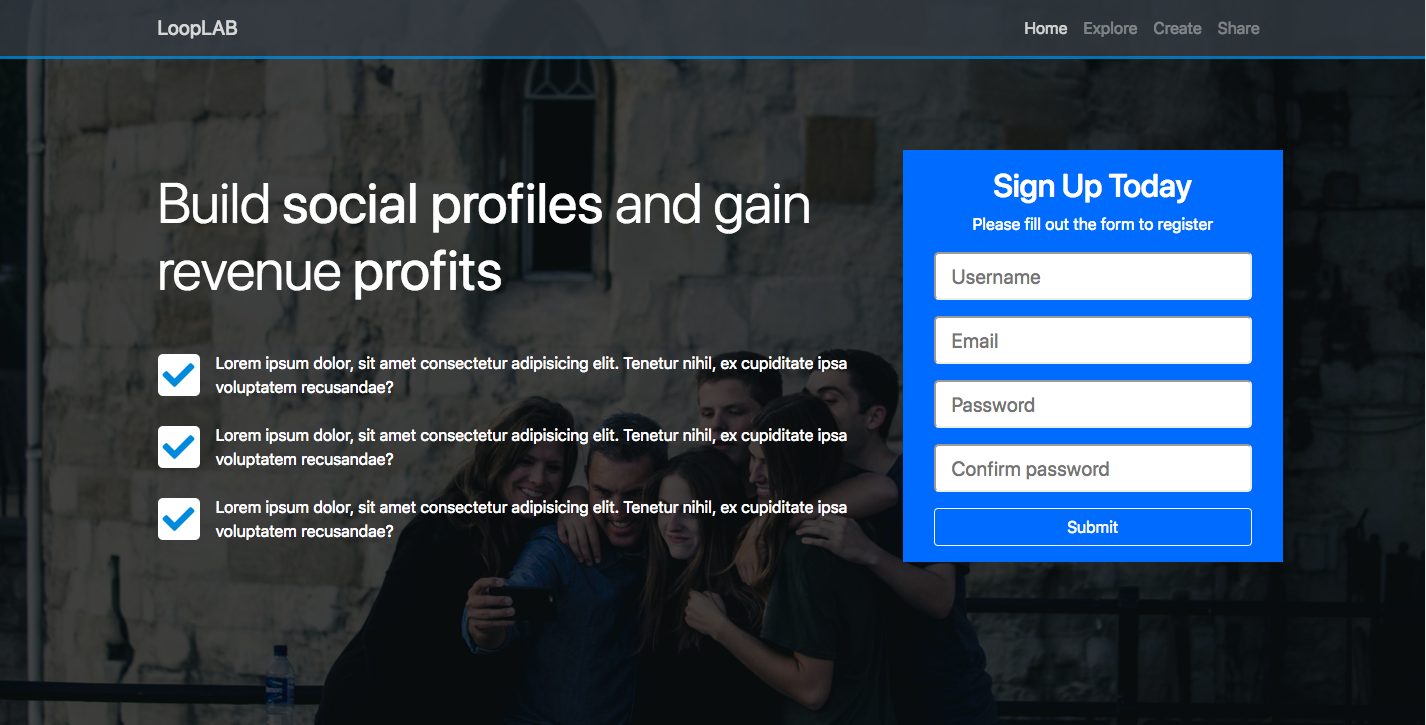 LoopLAB
Home Explore Create Share
Build social profiles and gain
revenue profits
Lorem ipsum dolor, sit amet consectetur adipisicing elit. Tenetur nihil, ex cupiditate ipsa
voluptatem recusandae?
Lorem ipsum dolor, sit amet consectetur adipisicing elit. Tenetur nihil, ex cupiditate ipsa
voluptatem recusandae?
Lorem ipsum dolor, sit amet consectetur adipisicing elit. Tenetur nihil, ex cupiditate ipsa
voluptatem recusandae?
Sign Up Today
Please fill out the form to register
Username
Email
Password
Confirm password
Submit